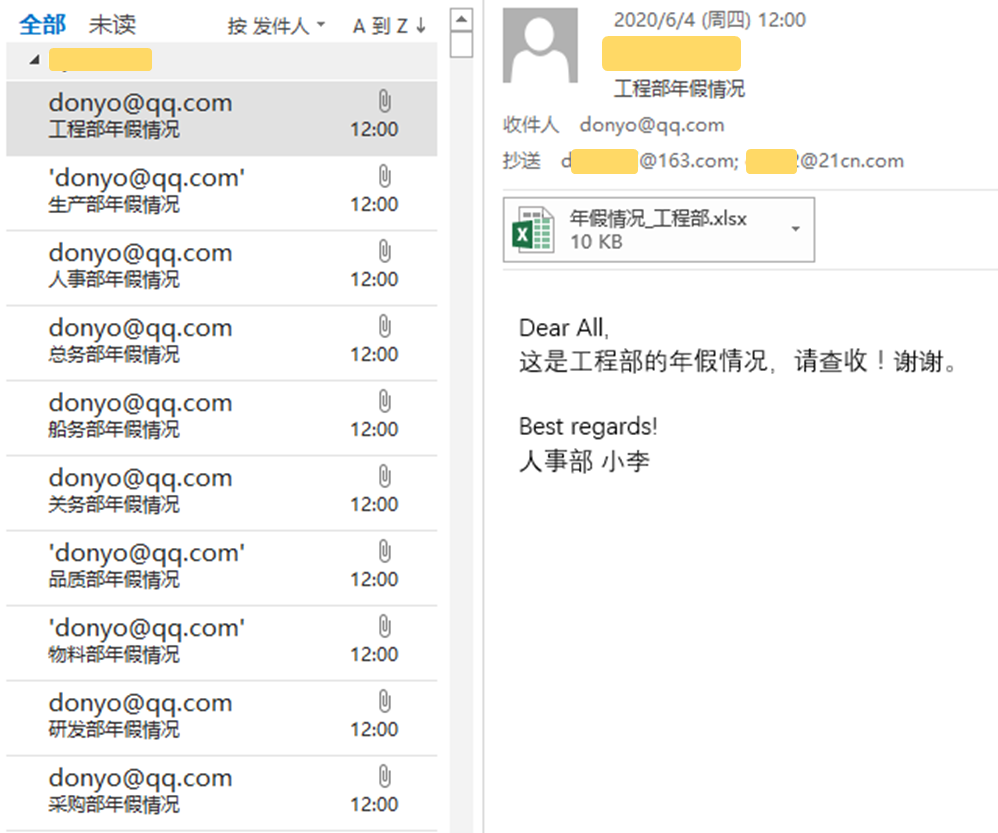 全部 未读 按 发件人 A 到 Z ↓
donyo@qq.com
工程部年假情况 12:00
'donyo@qq.com'
生产部年假情况 12:00
donyo@qq.com
人事部年假情况 12:00
donyo@qq.com
总务部年假情况 12:00
donyo@qq.com
船务部年假情况 12:00
donyo@qq.com
关务部年假情况 12:00
'donyo@qq.com'
品质部年假情况 12:00
'donyo@qq.com'
物料部年假情况 12:00
donyo@qq.com
研发部年假情况 12:00
donyo@qq.com
采购部年假情况 12:00
2020/6/4 (周四) 12:00
工程部年假情况
收件人 donyo@qq.com
抄送 d @163.com; @21cn.com
年假情况_工程部.xlsx
10 KB
Dear All,
这是工程部的年假情况，请查收！谢谢。
Best regards!
人事部 小李